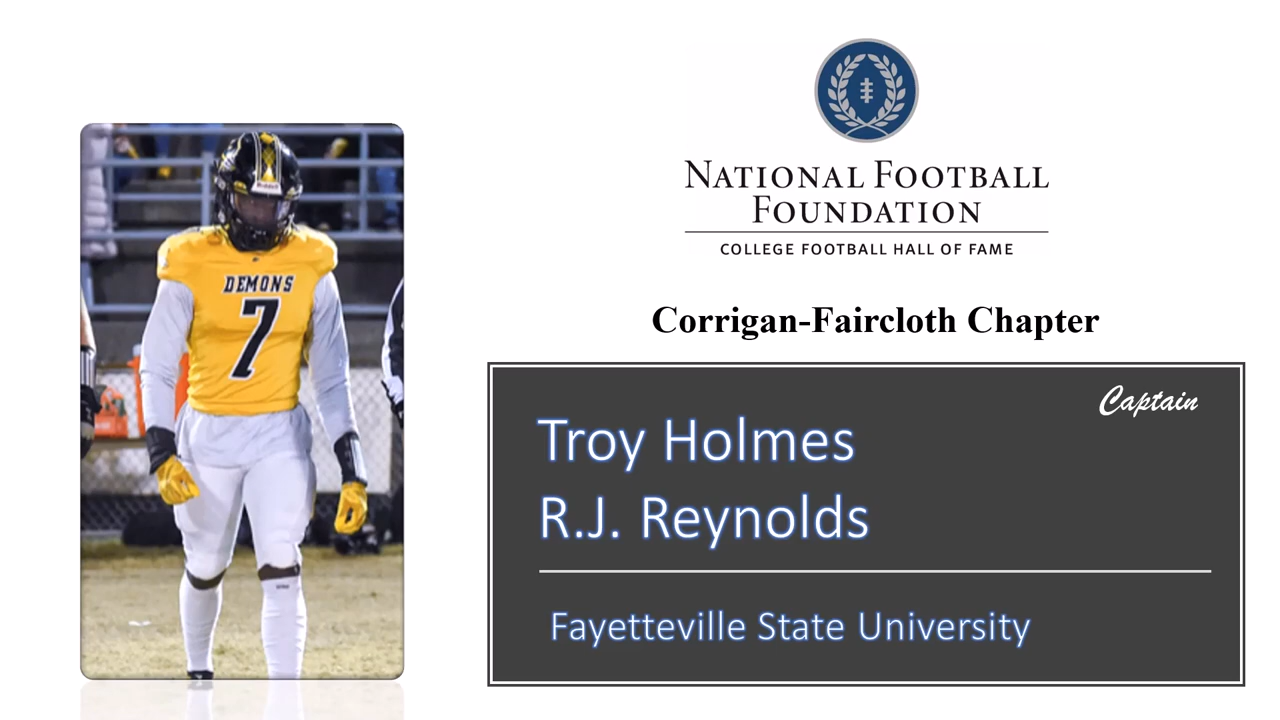 NATIONAL FOOTBALL
FOUNDATION
COLLEGE FOOTBALL HALL OF FAME
Corrigan-Faircloth Chapter
Captain
Troy Holmes
R.J. Reynolds
Fayetteville State University
Riddell
DEMONS
7